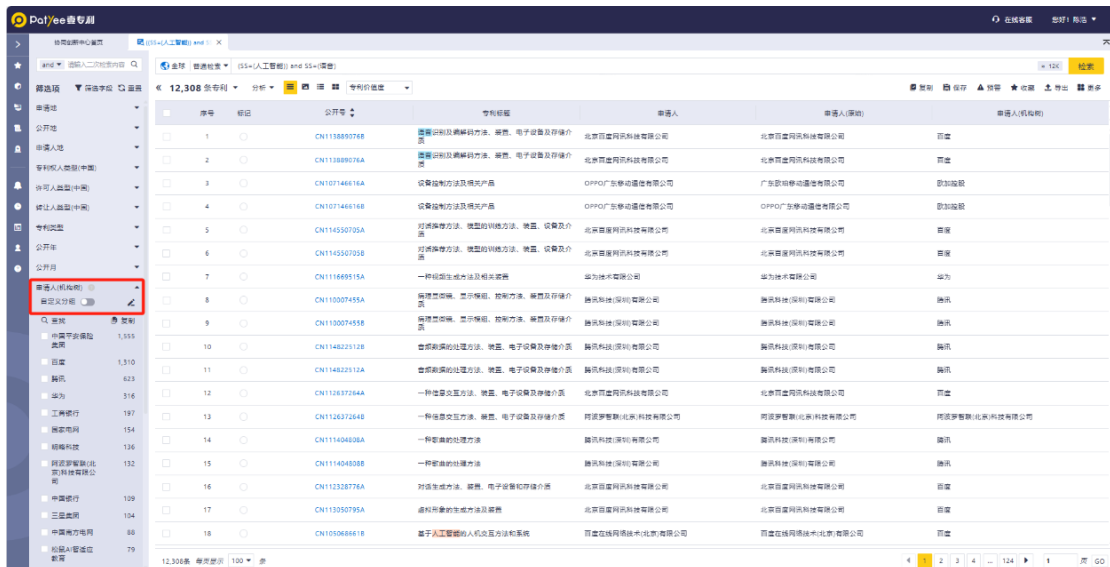 Patyee壹专利
在线客服 您好! 陈浩
((SS=(人工智能)) and S
and 请输入二次检索内容
全球 普通检索 (SS=(人工智能)) and SS=(语音)
检索
筛选项 筛选字段 重置
12,308 条专利 分析 专利价值度
复制 保存 预警 收藏 导出 更多
申请地
公开地
申请人地
专利权人类型(中国)
许可人类型(中国)
转让人类型(中国)
专利类型
公开年
公开月
申请人(机构树)
自定义分组
查找 复制
中国平安保险集团 1,555
百度 1,310
腾讯 623
华为 316
工商银行 197
国家电网 154
明略科技 136
阿波罗智联(北京)科技有限公司 132
中国银行 109
三星集团 104
中国南方电网 88
松鼠AI智适应教育 79
序号 标记 公开号 专利标题 申请人 申请人(原始) 申请人(机构树)
1 CN113889076B 语音识别及编解码方法、装置、电子设备及存储介质 北京百度网讯科技有限公司 北京百度网讯科技有限公司 百度
2 CN113889076A 语音识别及编解码方法、装置、电子设备及存储介质 北京百度网讯科技有限公司 北京百度网讯科技有限公司 百度
3 CN107146616A 设备控制方法及相关产品 OPPO广东移动通信有限公司 广东欧珀移动通信有限公司 欧加控股
4 CN107146616B 设备控制方法及相关产品 OPPO广东移动通信有限公司 OPPO广东移动通信有限公司 欧加控股
5 CN114550705A 对话推荐方法、模型的训练方法、装置、设备及介质 北京百度网讯科技有限公司 北京百度网讯科技有限公司 百度
6 CN114550705B 对话推荐方法、模型的训练方法、装置、设备及介质 北京百度网讯科技有限公司 北京百度网讯科技有限公司 百度
7 CN111669515A 一种视频生成方法及相关装置 华为技术有限公司 华为技术有限公司 华为
8 CN110007455A 病理显微镜、显示模组、控制方法、装置及存储介质 腾讯科技(深圳)有限公司 腾讯科技(深圳)有限公司 腾讯
9 CN110007455B 病理显微镜、显示模组、控制方法、装置及存储介质 腾讯科技(深圳)有限公司 腾讯科技(深圳)有限公司 腾讯
10 CN114822512B 音频数据的处理方法、装置、电子设备及存储介质 腾讯科技(深圳)有限公司 腾讯科技(深圳)有限公司 腾讯
11 CN114822512A 音频数据的处理方法、装置、电子设备及存储介质 腾讯科技(深圳)有限公司 腾讯科技(深圳)有限公司 腾讯
12 CN112637264A 一种信息交互方法、装置、电子设备及存储介质 北京百度网讯科技有限公司 北京百度网讯科技有限公司 百度
13 CN112637264B 一种信息交互方法、装置、电子设备及存储介质 阿波罗智联(北京)科技有限公司 阿波罗智联(北京)科技有限公司 阿波罗智联(北京)科技有限公司
14 CN111404808A 一种歌曲的处理方法 腾讯科技(深圳)有限公司 腾讯科技(深圳)有限公司 腾讯
15 CN111404808B 一种歌曲的处理方法 腾讯科技(深圳)有限公司 腾讯科技(深圳)有限公司 腾讯
16 CN112328776A 对话生成方法、装置、电子设备和存储介质 北京百度网讯科技有限公司 北京百度网讯科技有限公司 百度
17 CN113050795A 虚拟形象的生成方法及装置 北京百度网讯科技有限公司 北京百度网讯科技有限公司 百度
18 CN105068661B 基于人工智能的人机交互方法和系统 百度在线网络技术(北京)有限公司 百度在线网络技术(北京)有限公司 百度
12,308条 每页显示 100 条
1 2 3 4 ... 124 1 页 GO